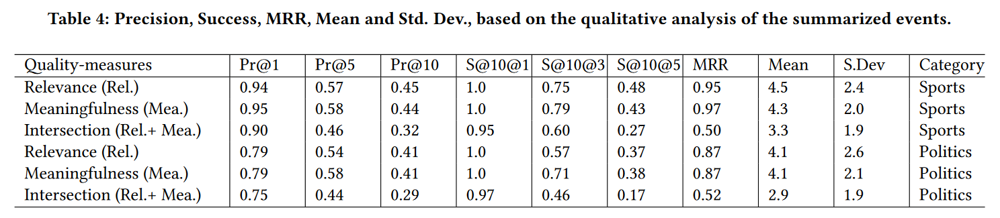 Table 4: Precision, Success, MRR, Mean and Std. Dev., based on the qualitative analysis of the summarized events.
Quality-measures Pr@1 Pr@5 Pr@10 S@10@1 S@10@3 S@10@5 MRR Mean S.Dev Category
Relevance (Rel.) 0.94 0.57 0.45 1.0 0.75 0.48 0.95 4.5 2.4 Sports
Meaningfulness (Mea.) 0.95 0.58 0.44 1.0 0.79 0.43 0.97 4.3 2.0 Sports
Intersection (Rel.+ Mea.) 0.90 0.46 0.32 0.95 0.60 0.27 0.50 3.3 1.9 Sports
Relevance (Rel.) 0.79 0.54 0.41 1.0 0.57 0.37 0.87 4.1 2.6 Politics
Meaningfulness (Mea.) 0.79 0.58 0.41 1.0 0.71 0.38 0.87 4.1 2.1 Politics
Intersection (Rel.+ Mea.) 0.75 0.44 0.29 0.97 0.46 0.17 0.52 2.9 1.9 Politics